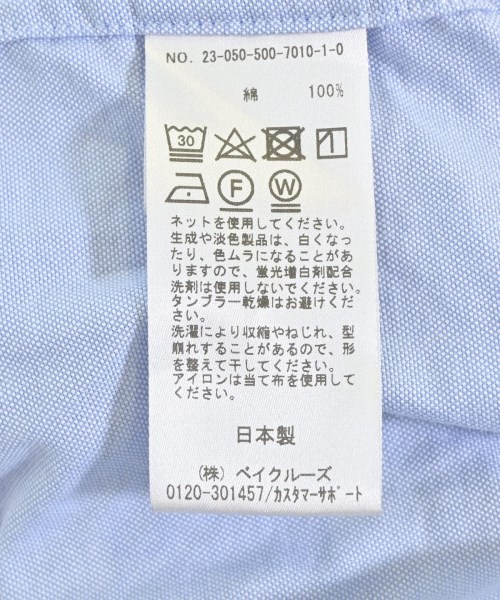 NO. 23-050-500-7010-1-0
綿 100%
30
F W
ネットを使用してください。
生成や淡色製品は、白くなっ
たり、色ムラになることがあ
りますので、蛍光増白剤配合
洗剤は使用しないでください。
タンブラー乾燥はお避けくだ
さい。
洗濯により収縮やねじれ、型
崩れすることがあるので、形
を整えて干してください。
アイロンは当て布を使用して
ください。
日本製
(株) ベイクルーズ
0120-301457/カスタマーサポート